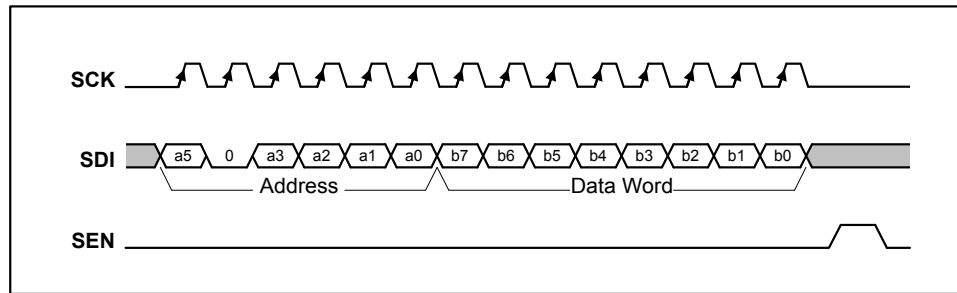 SCK
SDI a5 0 a3 a2 a1 a0 b7 b6 b5 b4 b3 b2 b1 b0
Address Data Word
SEN